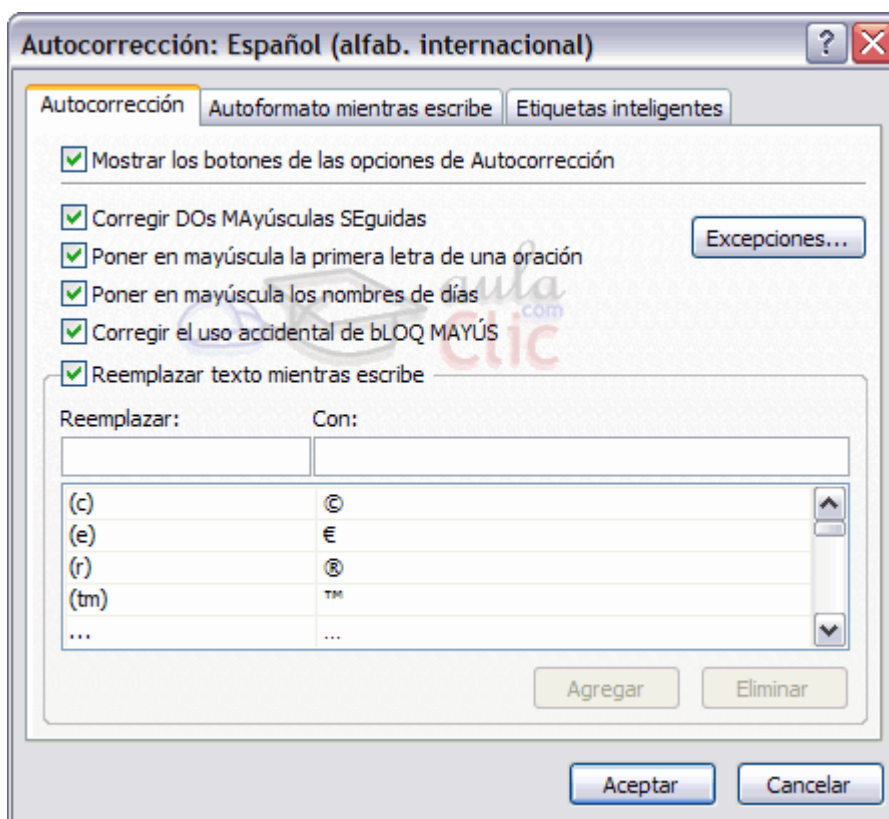 Autocorrección: Español (alfab. internacional)
Autocorrección Autoformato mientras escribe Etiquetas inteligentes
Mostrar los botones de las opciones de Autocorrección
Corregir DOs MAyúsculas SEguidas
Excepciones...
Poner en mayúscula la primera letra de una oración
Poner en mayúscula los nombres de días
Corregir el uso accidental de bLOQ MAYÚS
aula
.com
Clic
Reemplazar texto mientras escribe
Reemplazar: Con:
(c) ©
(e) €
(r) ®
(tm) ™
... …
Agregar Eliminar
Aceptar Cancelar